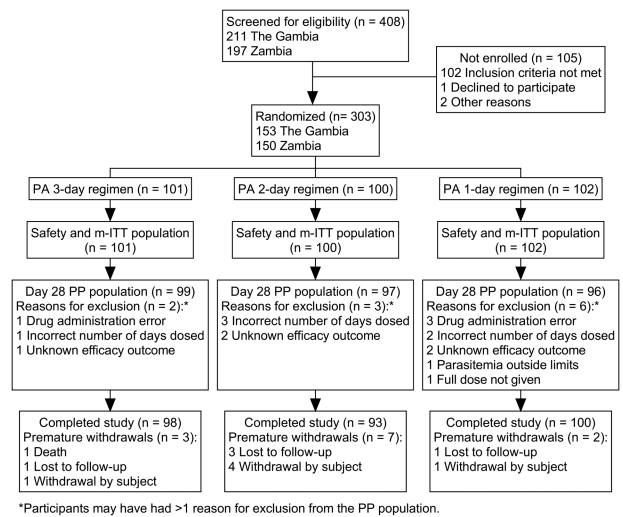 Screened for eligibility (n = 408)
211 The Gambia
197 Zambia
Not enrolled (n = 105)
102 Inclusion criteria not met
1 Declined to participate
2 Other reasons
Randomized (n= 303)
153 The Gambia
150 Zambia
PA 3-day regimen (n = 101)
PA 2-day regimen (n = 100)
PA 1-day regimen (n = 102)
Safety and m-ITT population
(n = 101)
Safety and m-ITT population
(n = 100)
Safety and m-ITT population
(n = 102)
Day 28 PP population (n = 99)
Reasons for exclusion (n = 2):*
1 Drug administration error
1 Incorrect number of days dosed
1 Unknown efficacy outcome
Day 28 PP population (n = 97)
Reasons for exclusion (n = 3):*
3 Incorrect number of days dosed
2 Unknown efficacy outcome
Day 28 PP population (n = 96)
Reasons for exclusion (n = 6):*
3 Drug administration error
2 Incorrect number of days dosed
2 Unknown efficacy outcome
1 Parasitemia outside limits
1 Full dose not given
Completed study (n = 98)
Premature withdrawals (n = 3):
1 Death
1 Lost to follow-up
1 Withdrawal by subject
Completed study (n = 93)
Premature withdrawals (n = 7):
3 Lost to follow-up
4 Withdrawal by subject
Completed study (n = 100)
Premature withdrawals (n = 2):
1 Lost to follow-up
1 Withdrawal by subject
*Participants may have had >1 reason for exclusion from the PP population.